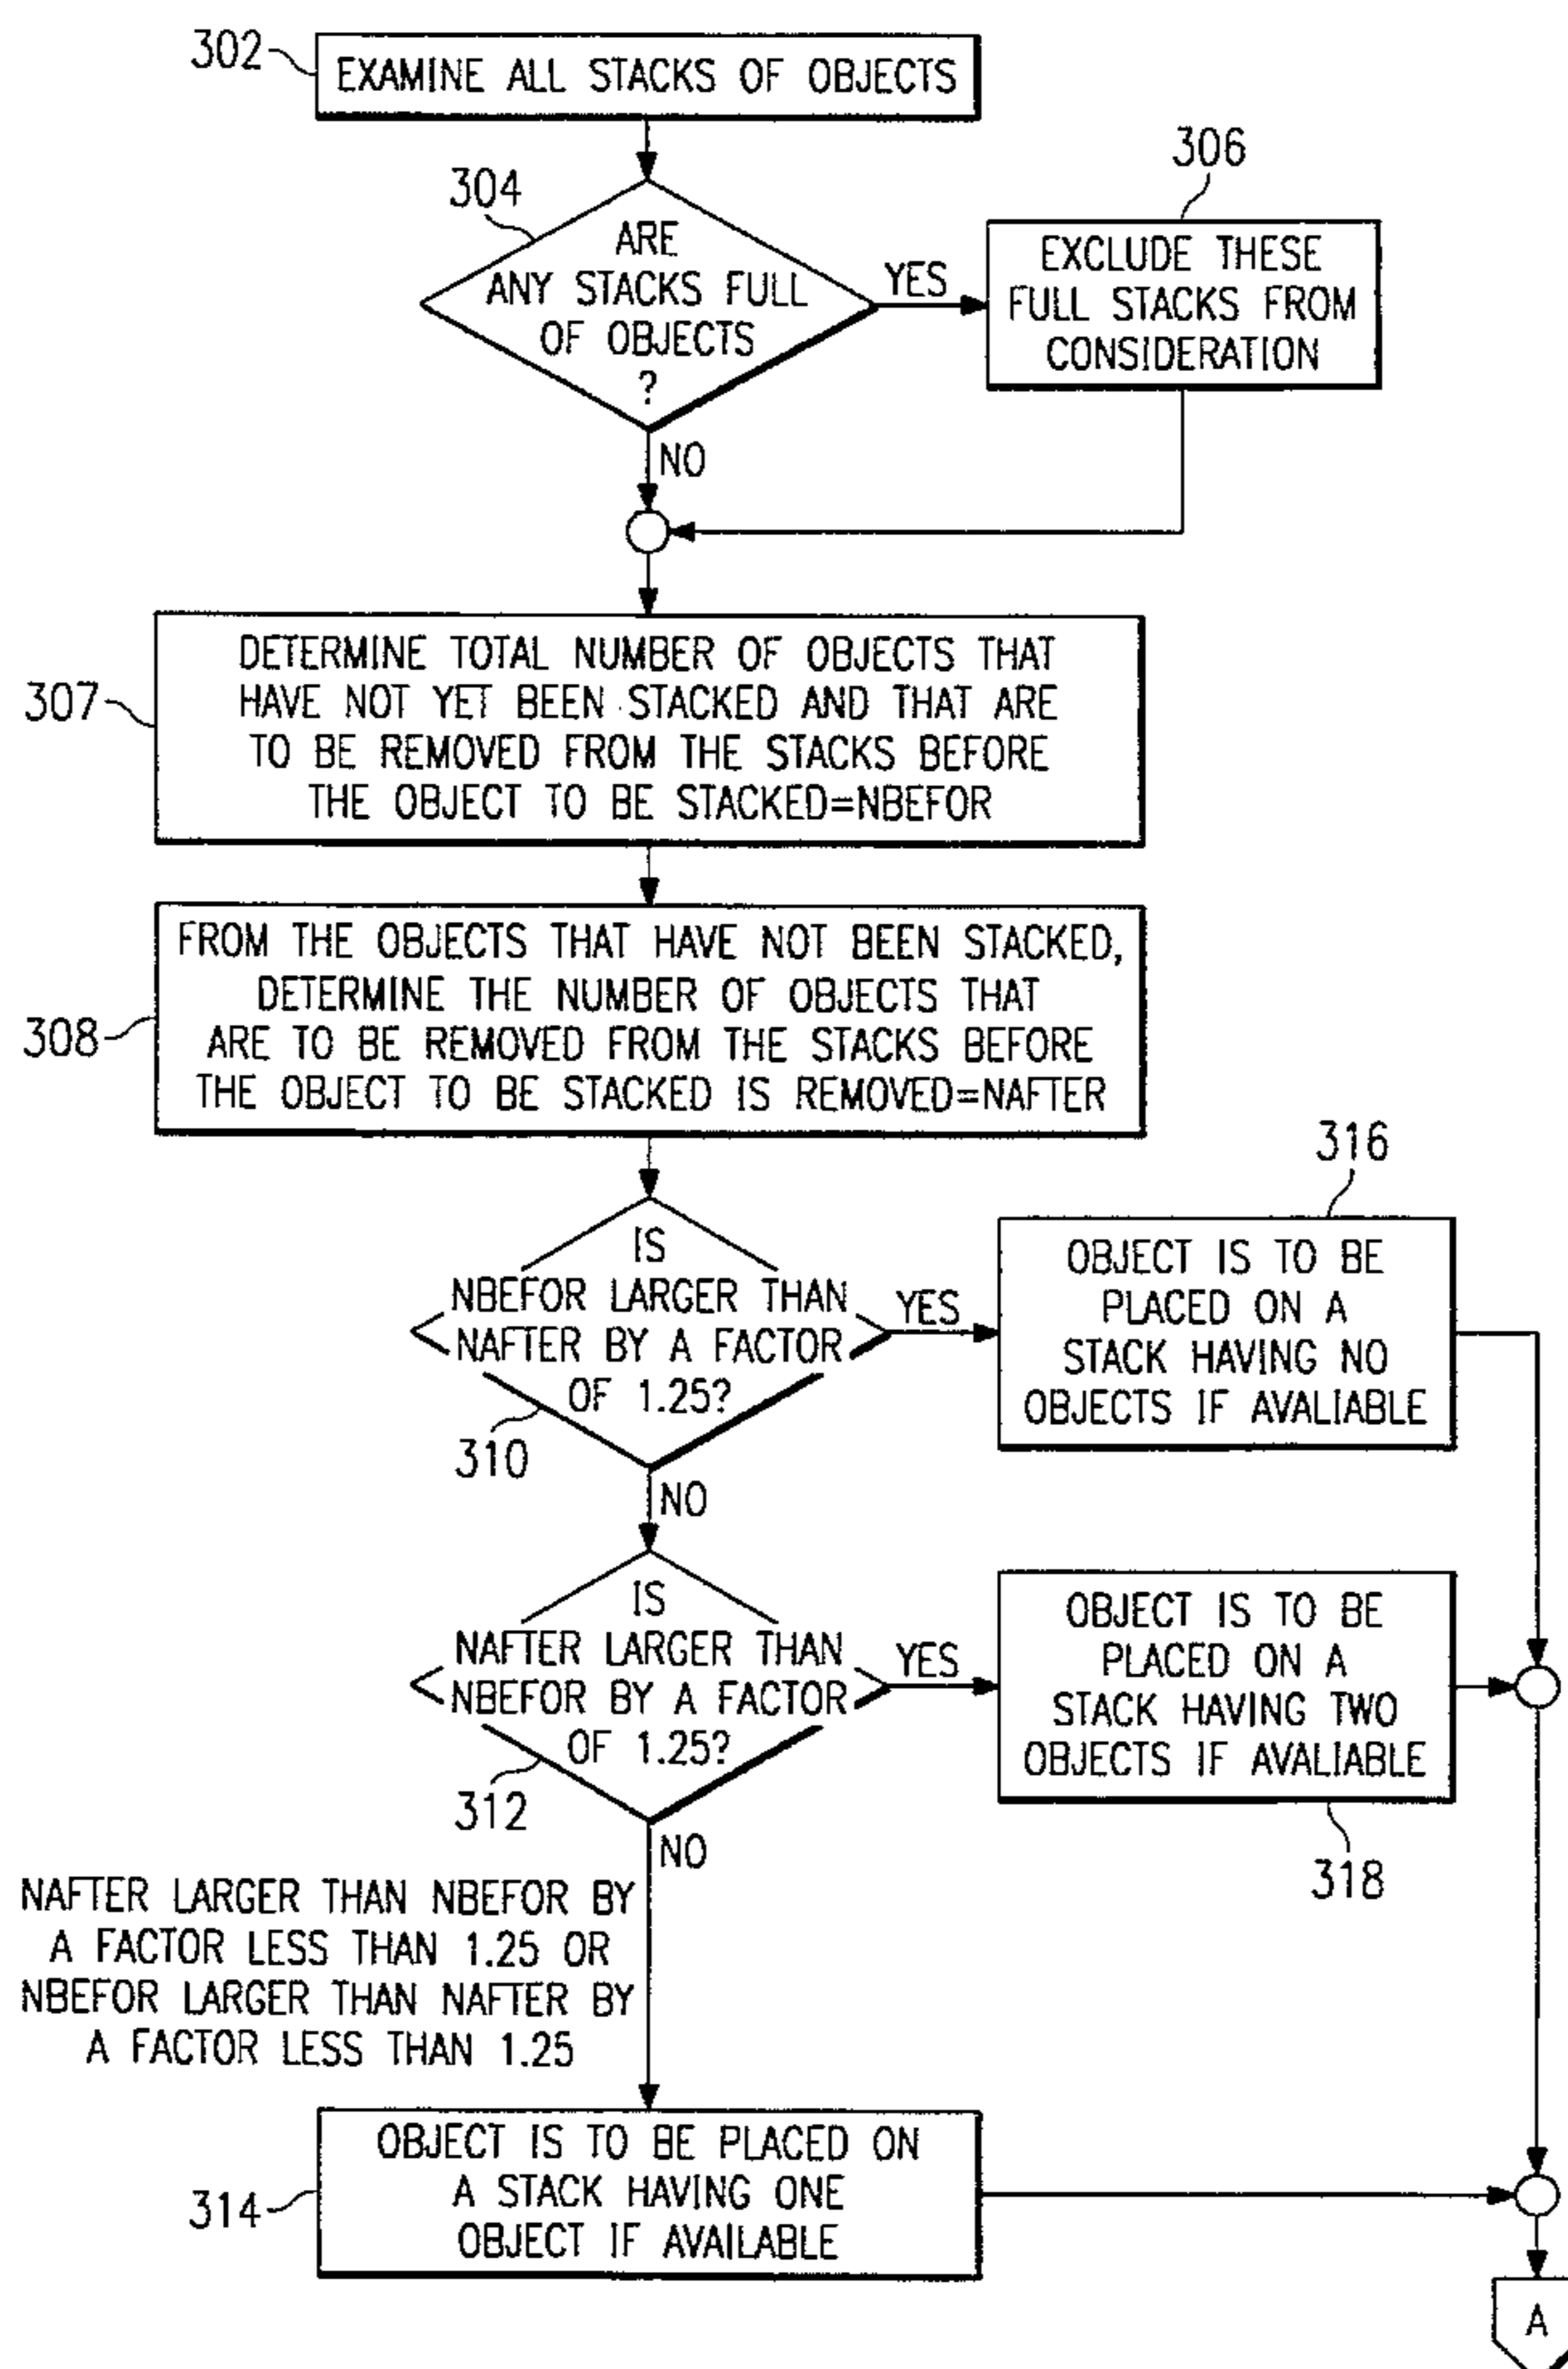 302
EXAMINE ALL STACKS OF OBJECTS
304
ARE
ANY STACKS FULL
OF OBJECTS
?
YES
306
EXCLUDE THESE
FULL STACKS FROM
CONSIDERATION
NO
307
DETERMINE TOTAL NUMBER OF OBJECTS THAT
HAVE NOT YET BEEN STACKED AND THAT ARE
TO BE REMOVED FROM THE STACKS BEFORE
THE OBJECT TO BE STACKED=NBEFOR
308
FROM THE OBJECTS THAT HAVE NOT BEEN STACKED,
DETERMINE THE NUMBER OF OBJECTS THAT
ARE TO BE REMOVED FROM THE STACKS BEFORE
THE OBJECT TO BE STACKED IS REMOVED=NAFTER
IS
NBEFOR LARGER THAN
NAFTER BY A FACTOR
OF 1.25?
310
YES
316
OBJECT IS TO BE
PLACED ON A
STACK HAVING NO
OBJECTS IF AVALIABLE
NO
IS
NAFTER LARGER THAN
NBEFOR BY A FACTOR
OF 1.25?
312
YES
OBJECT IS TO BE
PLACED ON A
STACK HAVING TWO
OBJECTS IF AVALIABLE
318
NO
NAFTER LARGER THAN NBEFOR BY
A FACTOR LESS THAN 1.25 OR
NBEFOR LARGER THAN NAFTER BY
A FACTOR LESS THAN 1.25
314
OBJECT IS TO BE PLACED ON
A STACK HAVING ONE
OBJECT IF AVAILABLE
A